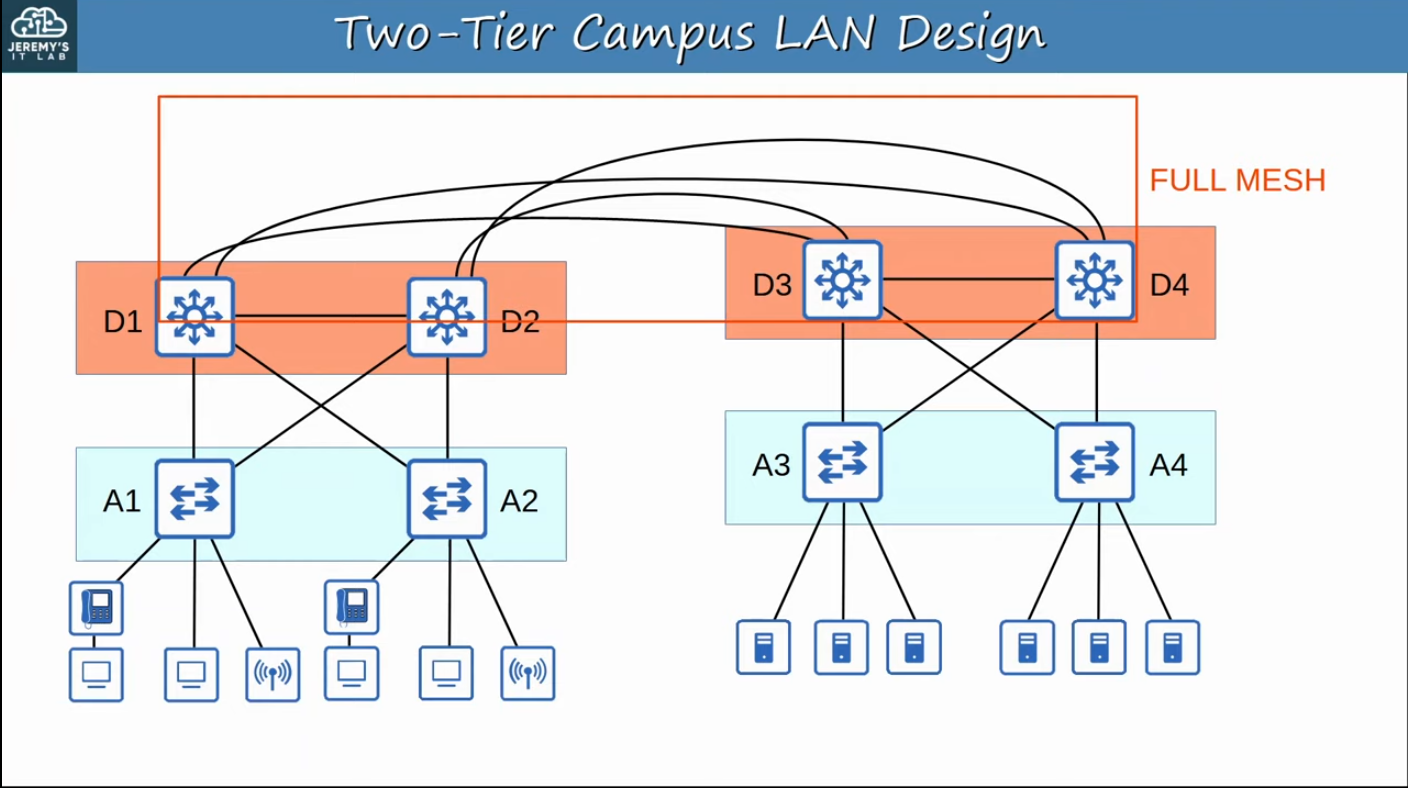 JEREMY'S
IT LAB
Two-Tier Campus LAN Design
FULL MESH
D1
D2
D3
D4
A1
A2
A3
A4